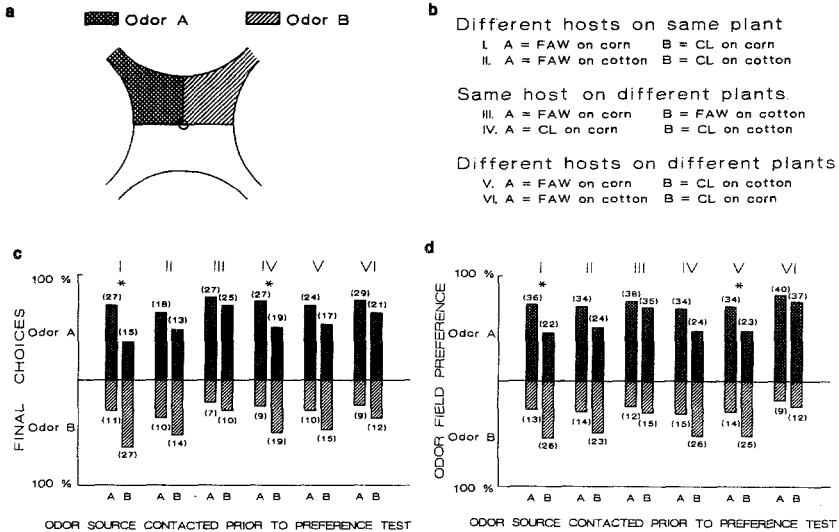 a
Odor A
Odor B
b
Different hosts on same plant
I. A = FAW on corn B = CL on corn
II. A = FAW on cotton B = CL on cotton
Same host on different plants.
III. A = FAW on corn B = FAW on cotton
IV. A = CL on corn B = CL on cotton
Different hosts on different plants
V. A = FAW on corn B = CL on cotton
VI. A = FAW on cotton B = CL on corn
c
I II III IV V VI
* *
100 %
(27) (15) (18) (13) (27) (25) (27) (19) (24) (17) (29) (21)
Odor A
FINAL CHOICES
Odor B
(11) (27) (10) (14) (7) (10) (9) (19) (10) (15) (9) (12)
100 %
A B A B A B A B A B A B
ODOR SOURCE CONTACTED PRIOR TO PREFERENCE TEST
d
I II III IV V VI
* *
100 %
(36) (22) (34) (24) (38) (35) (34) (24) (34) (23) (40) (37)
Odor A
ODOR FIELD PREFERENCE
Odor B
(13) (26) (14) (23) (12) (15) (15) (26) (14) (25) (9) (12)
100 %
A B A B A B A B A B A B
ODOR SOURCE CONTACTED PRIOR TO PREFERENCE TEST